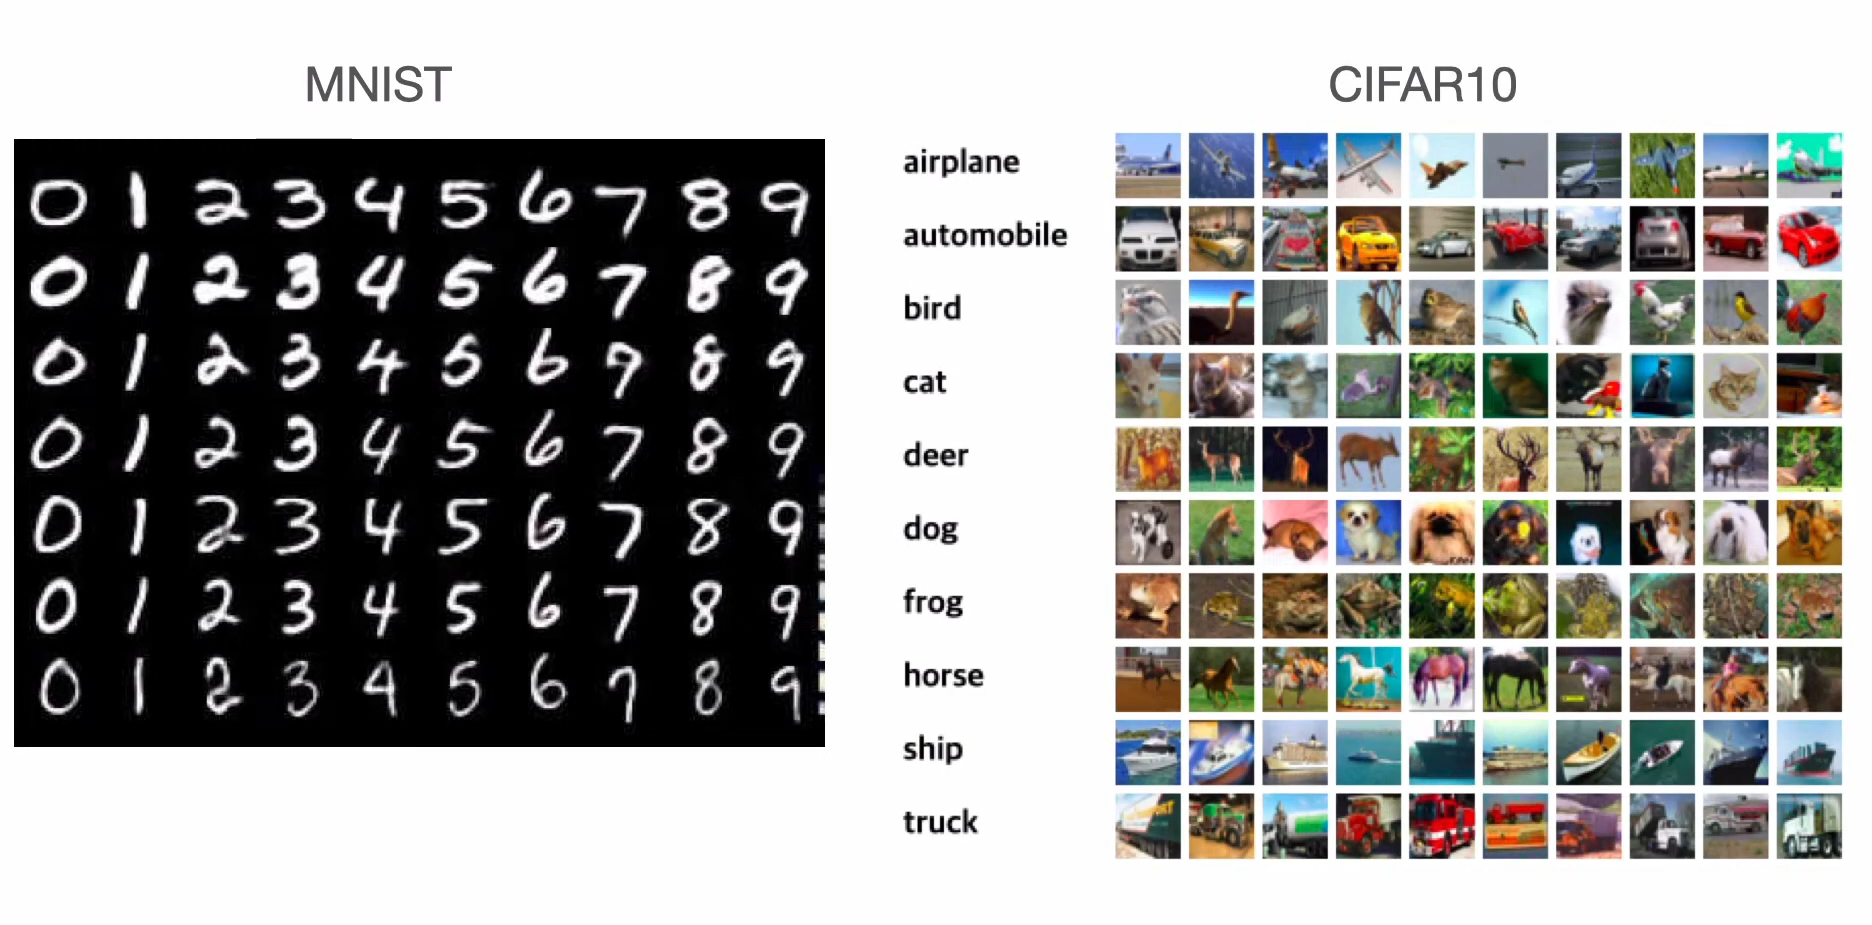 MNIST
CIFAR10
0 1 2 3 4 5 6 7 8 9
0 1 2 3 4 5 6 7 8 9
0 1 2 3 4 5 6 9 8 9
0 1 2 3 4 5 6 7 8 9
0 1 2 3 4 5 6 7 8 9
0 1 2 3 4 5 6 7 8 9
0 1 2 3 4 5 6 7 8 9
airplane
automobile
bird
cat
deer
dog
frog
horse
ship
truck